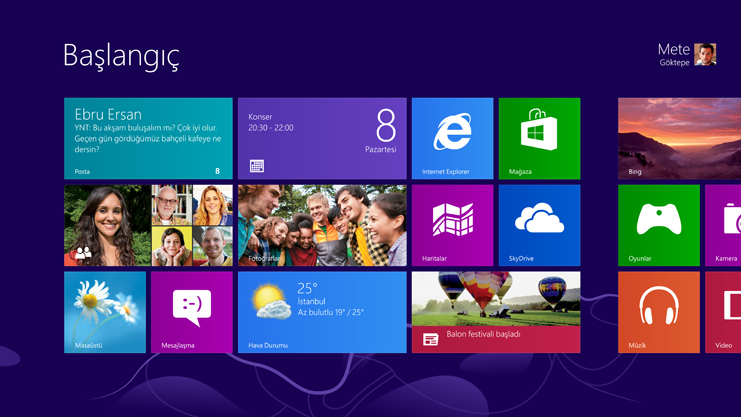 Başlangıç
Mete
Göktepe
Ebru Ersan
YNT: Bu akşam buluşalım mı? Çok iyi olur.
Geçen gün gördüğümüz bahçeli kafeye ne
dersin?
Posta
8
Konser
20:30 - 22:00
8
Pazartesi
Internet Explorer
Mağaza
Bing
Fotoğraflar
Haritalar
SkyDrive
Oyunlar
Kamera
Masaüstü
:-)
Mesajlaşma
25°
İstanbul
Az bulutlu 19° / 25°
Hava Durumu
Balon festivali başladı
Müzik
Video